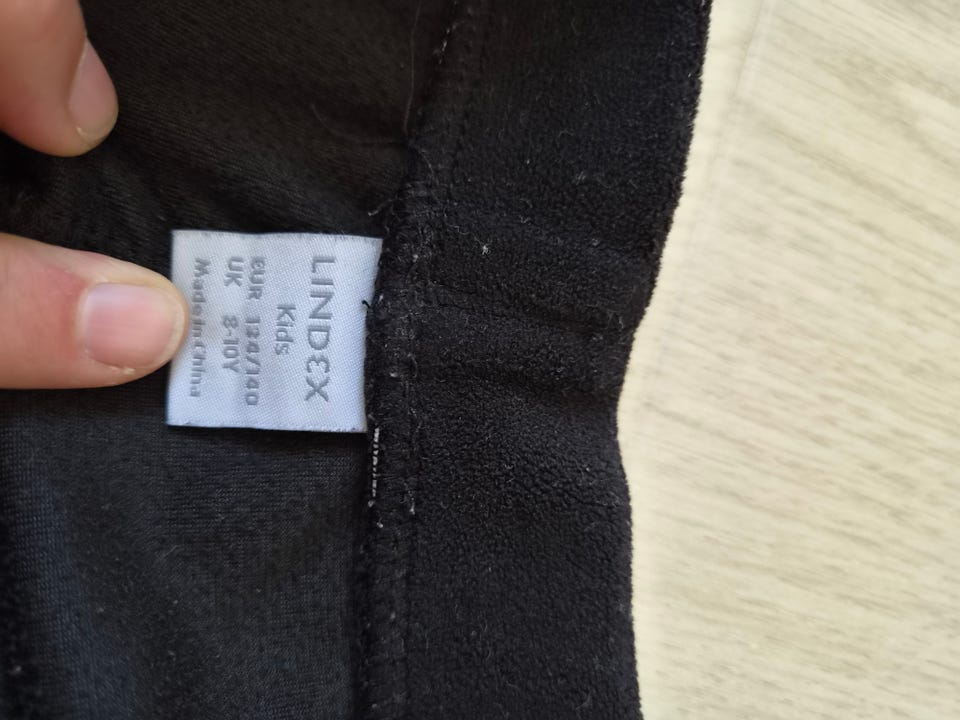 LINDEX
Kids
EUR 134/140
UK 8-10Y
Made in China